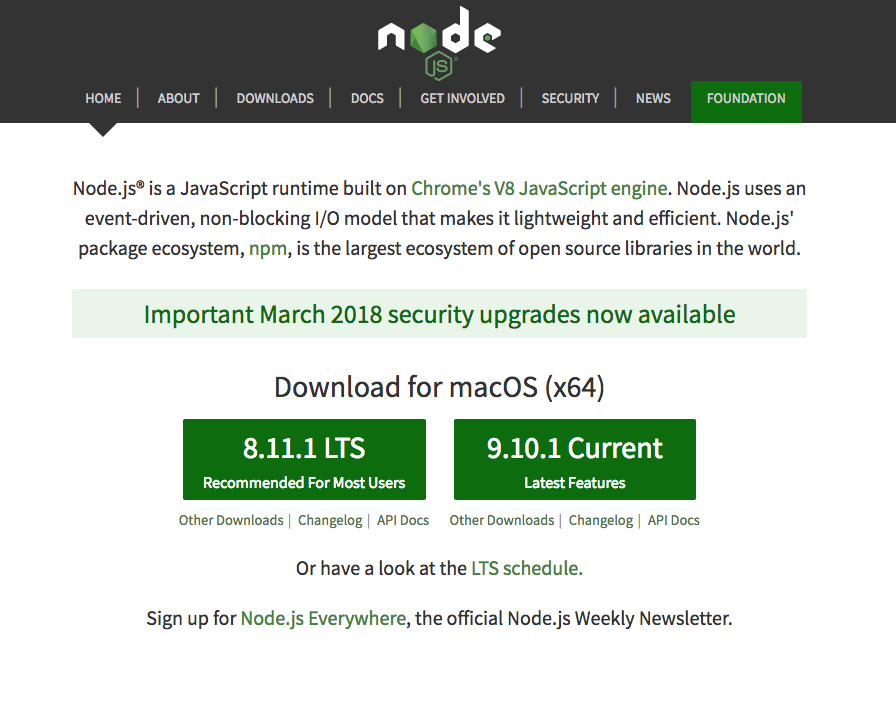 node
JS
HOME | ABOUT | DOWNLOADS | DOCS | GET INVOLVED | SECURITY | NEWS FOUNDATION
Node.js® is a JavaScript runtime built on Chrome's V8 JavaScript engine. Node.js uses an
event-driven, non-blocking I/O model that makes it lightweight and efficient. Node.js'
package ecosystem, npm, is the largest ecosystem of open source libraries in the world.
Important March 2018 security upgrades now available
Download for macOS (x64)
8.11.1 LTS
Recommended For Most Users
9.10.1 Current
Latest Features
Other Downloads | Changelog | API Docs
Other Downloads | Changelog | API Docs
Or have a look at the LTS schedule.
Sign up for Node.js Everywhere, the official Node.js Weekly Newsletter.